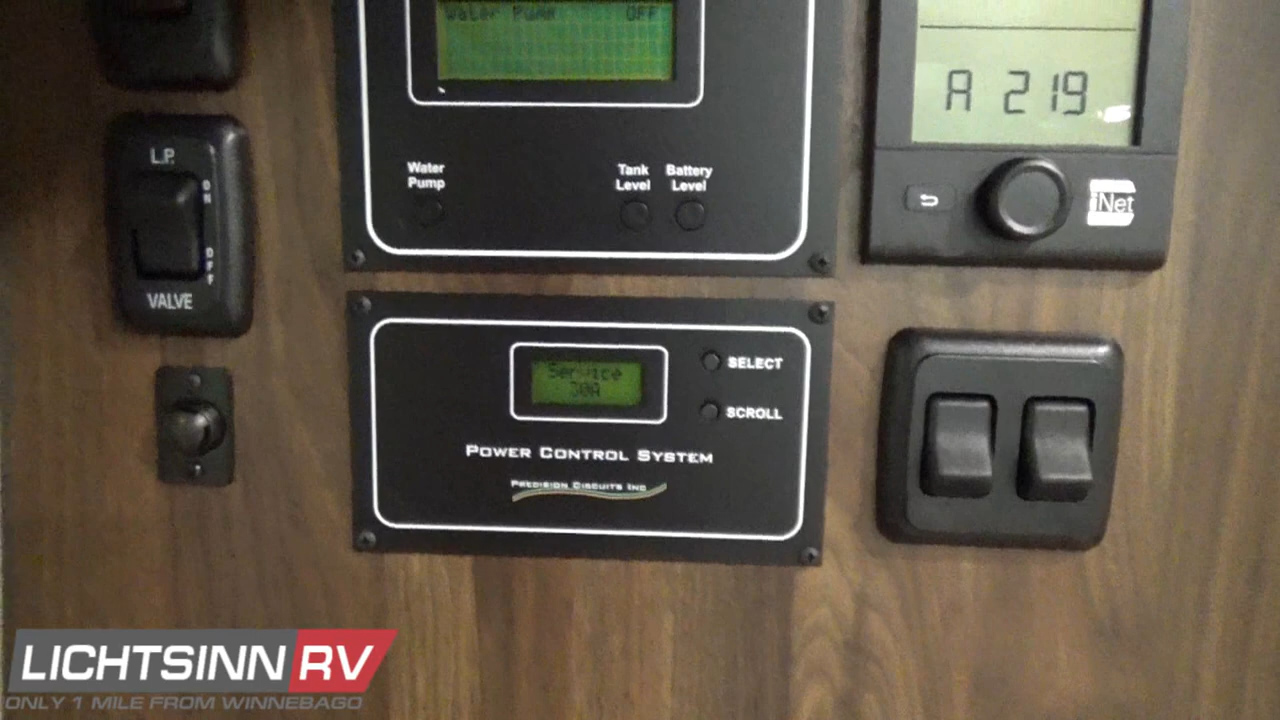 Water Pump OFF
A 219
L.P.
ON
OFF
VALVE
Water
Pump
Tank
Level
Battery
Level
iNet
Service
30A
SELECT
SCROLL
POWER CONTROL SYSTEM
PRECISION CIRCUITS INC
LICHTSINN RV
ONLY 1 MILE FROM WINNEBAGO